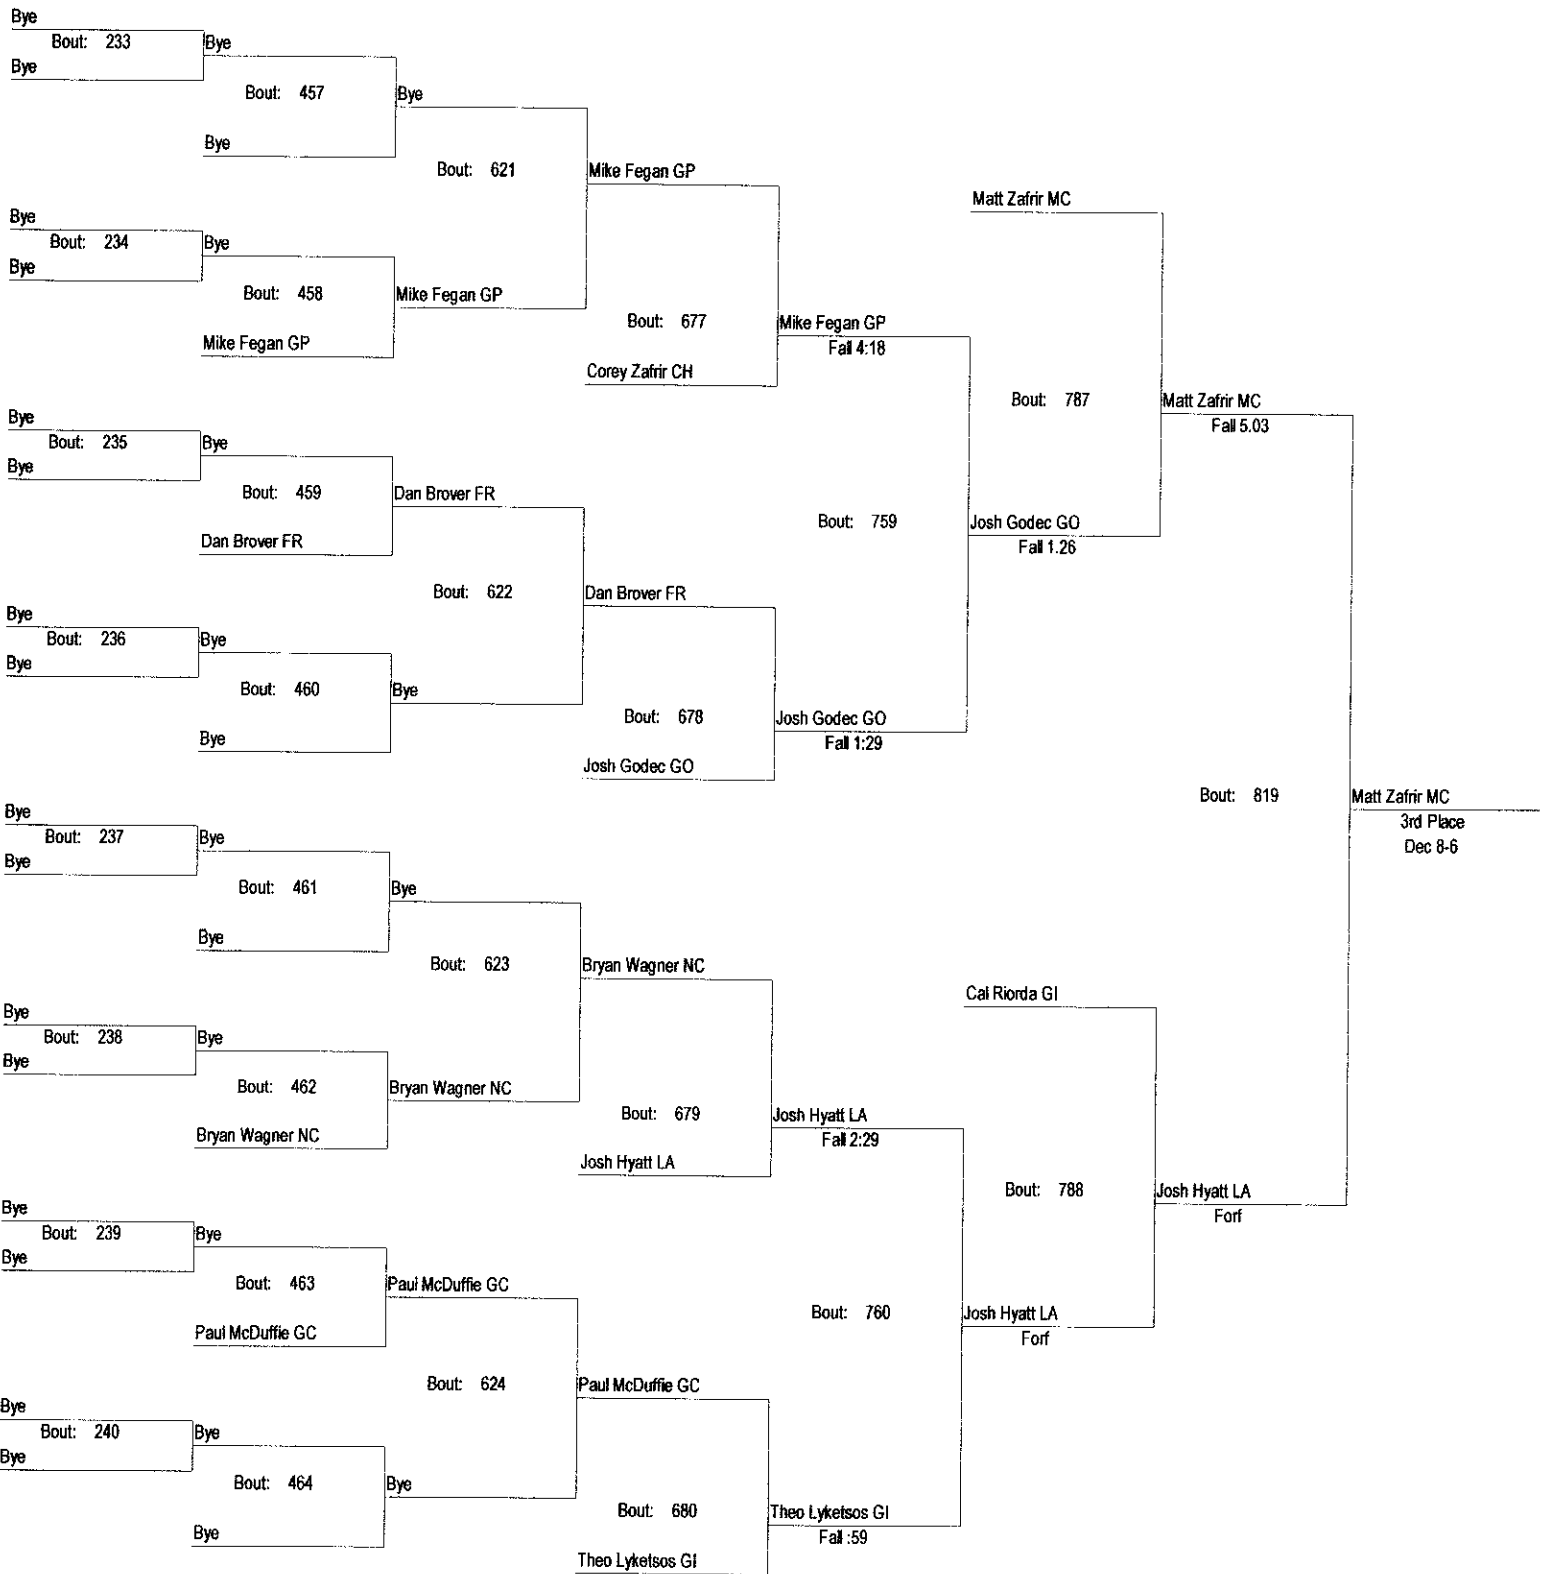 Bye
Bout: 233
Bye
Bye
Bout: 457
Bye
Bye
Bout: 621
Mike Fegan GP
Bye
Bout: 234
Bye
Bye
Bout: 458
Mike Fegan GP
Mike Fegan GP
Bout: 677
Corey Zafrir CH
Mike Fegan GP
Fall 4:18
Matt Zafrir MC
Bout: 787
Matt Zafrir MC
Fall 5.03
Bye
Bout: 235
Bye
Bye
Bout: 459
Dan Brover FR
Dan Brover FR
Bout: 759
Josh Godec GO
Fall 1.26
Bout: 622
Dan Brover FR
Bye
Bout: 236
Bye
Bye
Bout: 460
Bye
Bye
Bout: 678
Josh Godec GO
Fall 1:29
Josh Godec GO
Bout: 819
Matt Zafrir MC
3rd Place
Dec 8-6
Bye
Bout: 237
Bye
Bye
Bout: 461
Bye
Bye
Bout: 623
Bryan Wagner NC
Cal Riorda GI
Bye
Bout: 238
Bye
Bye
Bout: 462
Bryan Wagner NC
Bryan Wagner NC
Bout: 679
Josh Hyatt LA
Fall 2:29
Josh Hyatt LA
Bout: 788
Josh Hyatt LA
Forf
Bye
Bout: 239
Bye
Bye
Bout: 463
Paul McDuffie GC
Paul McDuffie GC
Bout: 760
Josh Hyatt LA
Forf
Bout: 624
Paul McDuffie GC
Bye
Bout: 240
Bye
Bye
Bout: 464
Bye
Bye
Bout: 680
Theo Lyketsos GI
Fall :59
Theo Lyketsos GI